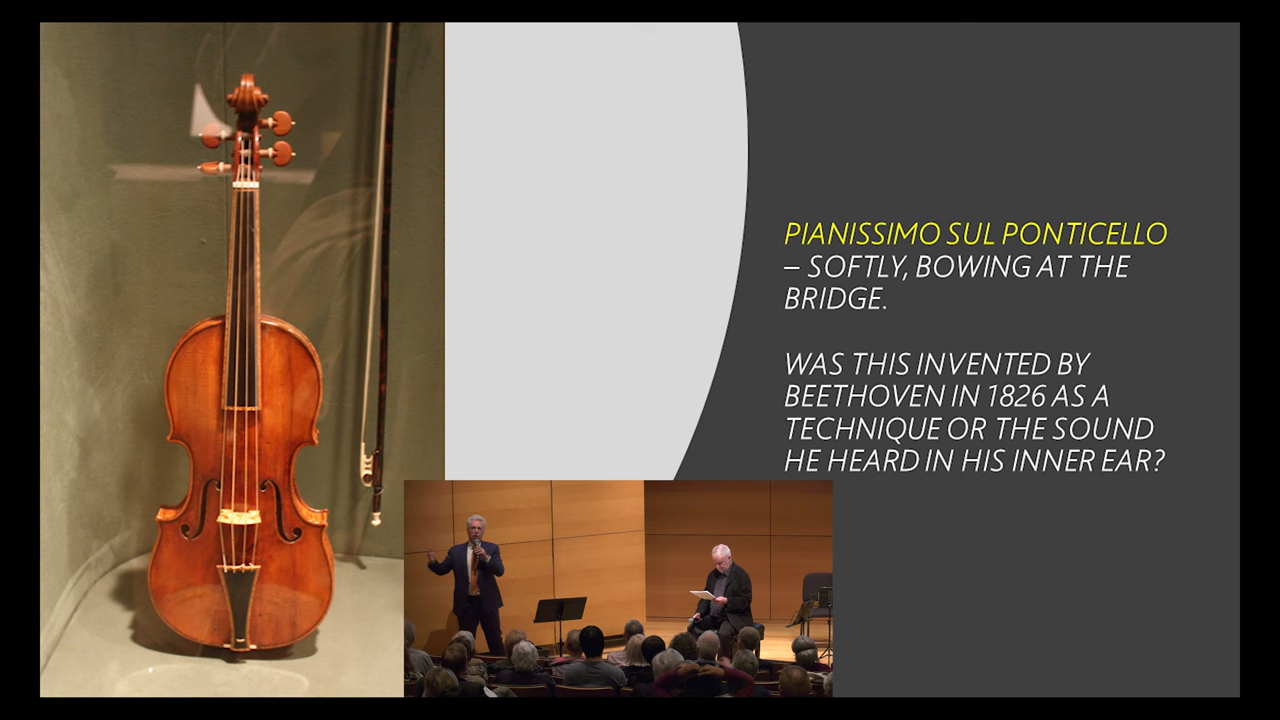 PIANISSIMO SUL PONTICELLO
– SOFTLY, BOWING AT THE
BRIDGE.
WAS THIS INVENTED BY
BEETHOVEN IN 1826 AS A
TECHNIQUE OR THE SOUND
HE HEARD IN HIS INNER EAR?